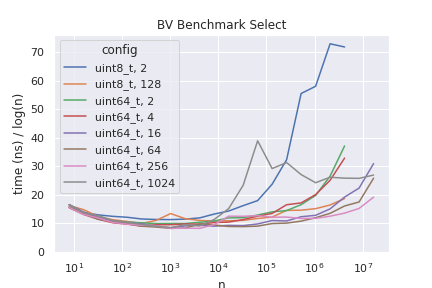 BV Benchmark Select
time (ns) / log(n)
70
60
50
40
30
20
10
0
config
uint8_t, 2
uint8_t, 128
uint64_t, 2
uint64_t, 4
uint64_t, 16
uint64_t, 64
uint64_t, 256
uint64_t, 1024
10¹ 10² 10³ 10⁴ 10⁵ 10⁶ 10⁷
n